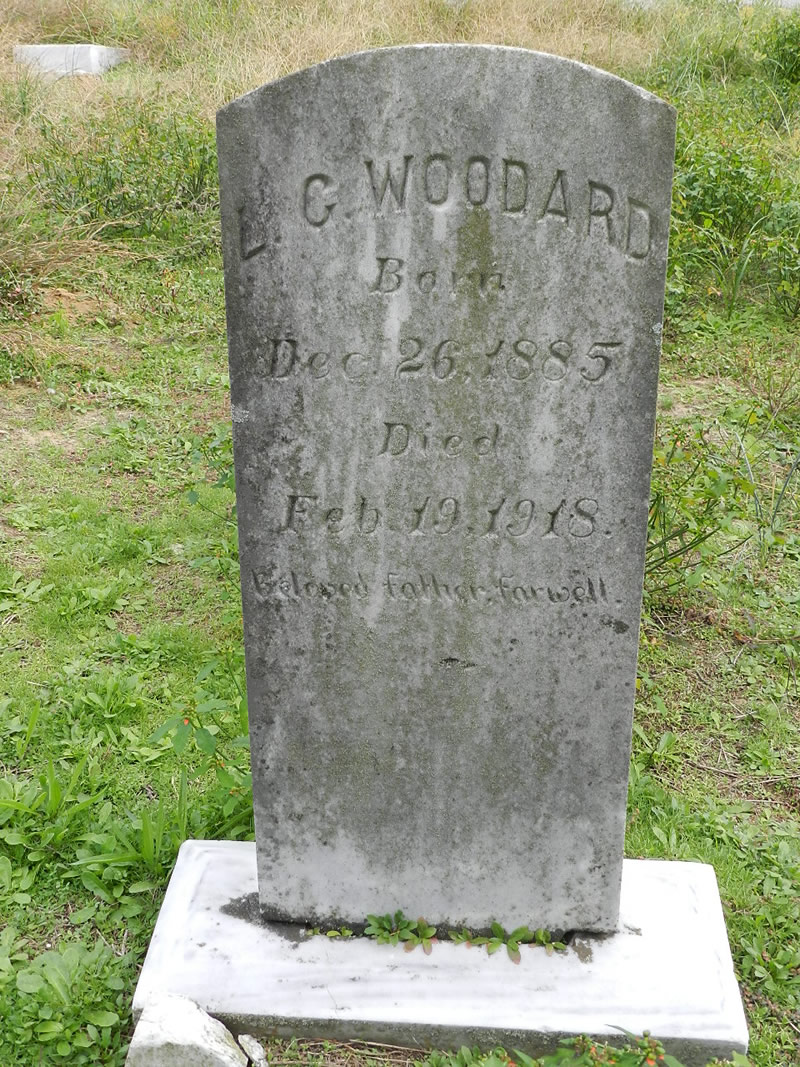 L. G. WOODARD
Born
Dec. 26, 1885
Died
Feb. 19, 1918.
Beloved father, farwell.